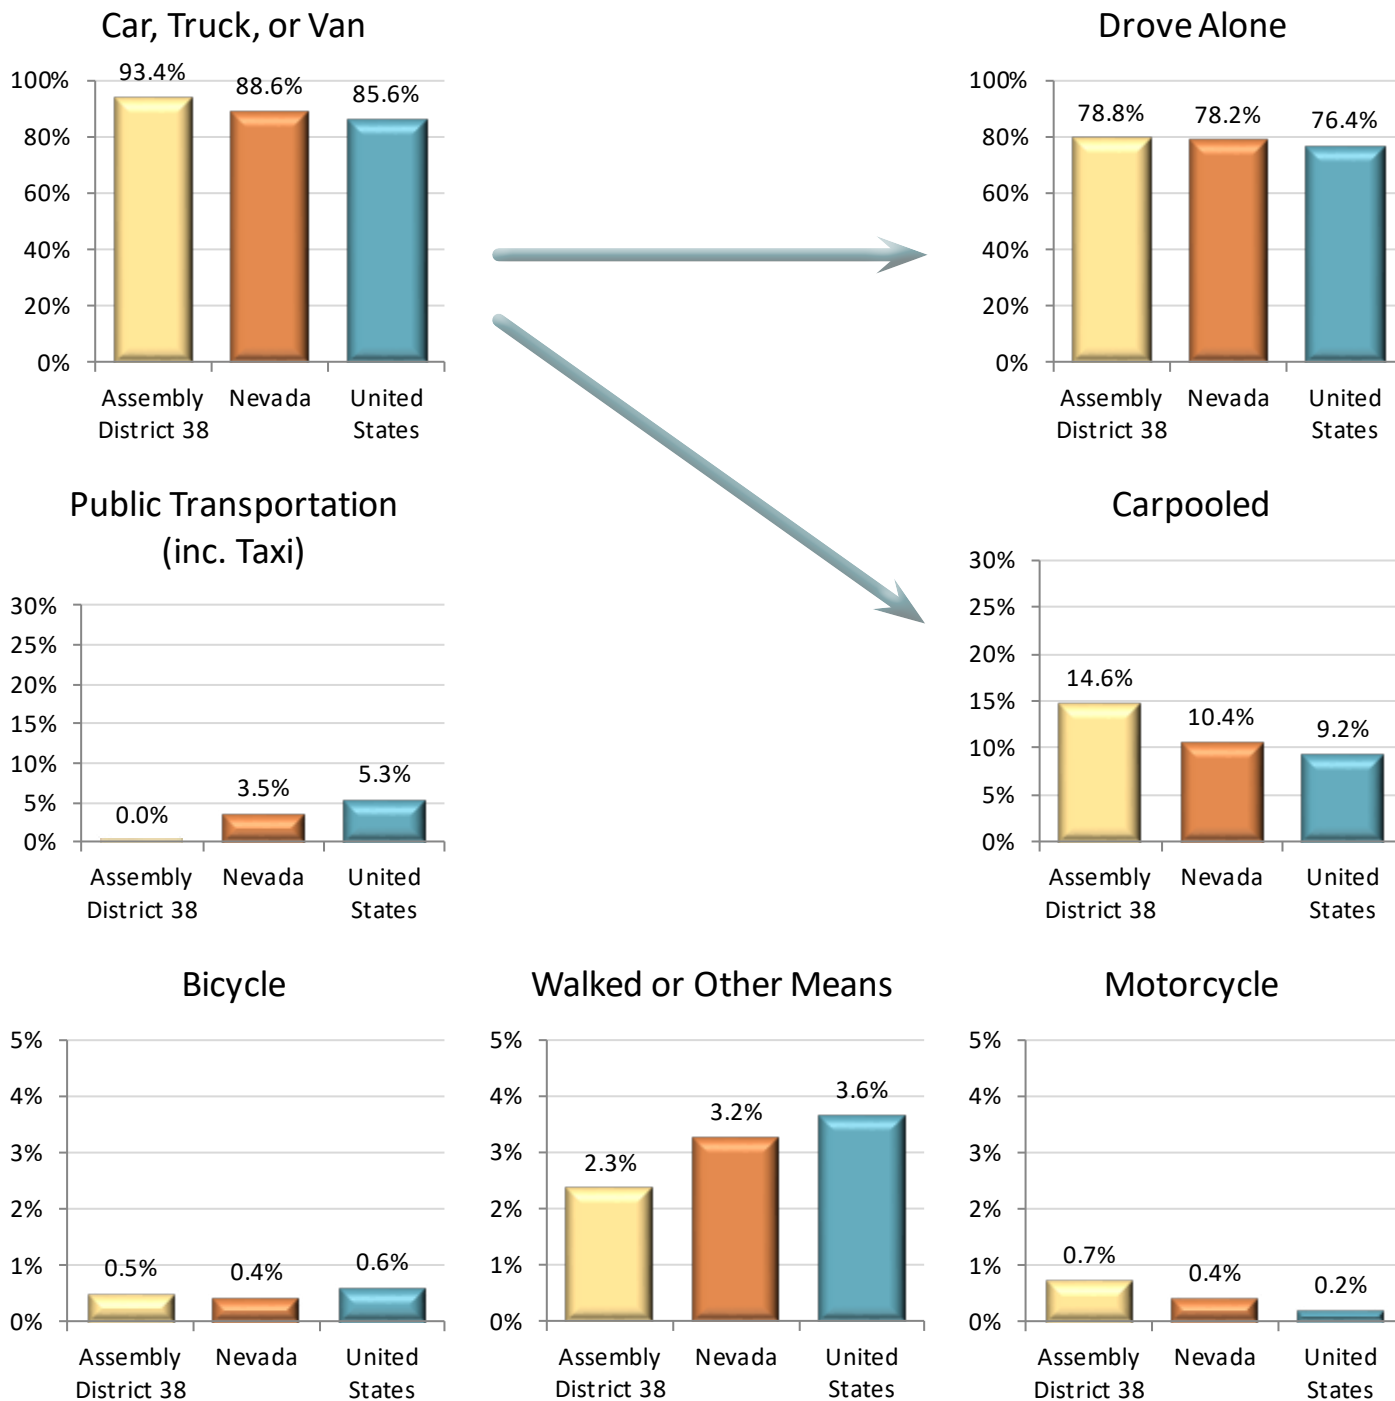 Car, Truck, or Van
100%
80%
60%
40%
20%
0%
93.4%
88.6%
85.6%
Assembly
District 38
Nevada
United
States
Drove Alone
100%
80%
60%
40%
20%
0%
78.8%
78.2%
76.4%
Assembly
District 38
Nevada
United
States
Public Transportation
(inc. Taxi)
30%
25%
20%
15%
10%
5%
0%
0.0%
3.5%
5.3%
Assembly
District 38
Nevada
United
States
Carpooled
30%
25%
20%
15%
10%
5%
0%
14.6%
10.4%
9.2%
Assembly
District 38
Nevada
United
States
Bicycle
5%
4%
3%
2%
1%
0%
0.5%
0.4%
0.6%
Assembly
District 38
Nevada
United
States
Walked or Other Means
5%
4%
3%
2%
1%
0%
2.3%
3.2%
3.6%
Assembly
District 38
Nevada
United
States
Motorcycle
5%
4%
3%
2%
1%
0%
0.7%
0.4%
0.2%
Assembly
District 38
Nevada
United
States